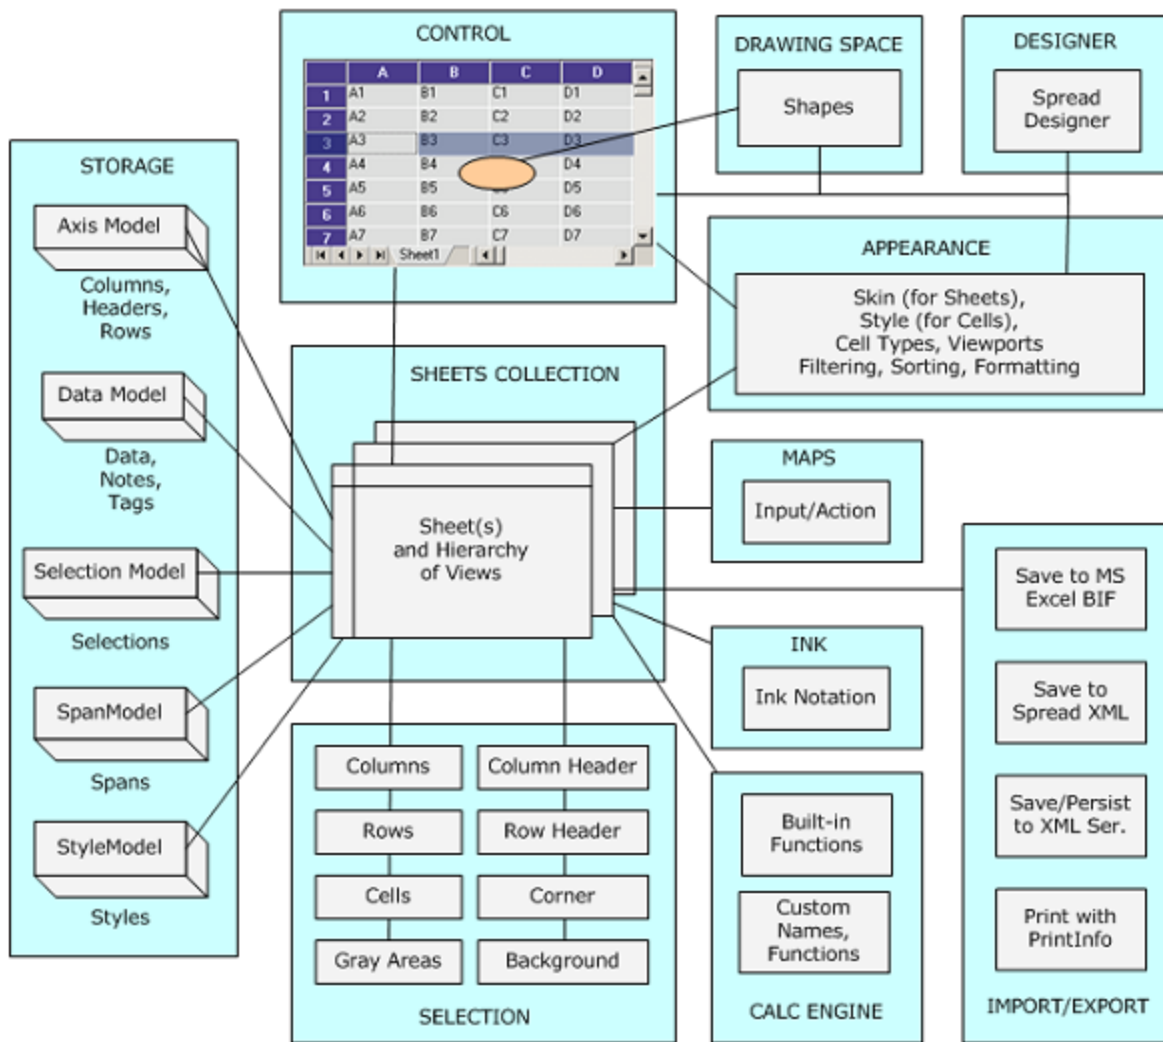 CONTROL
A B C D
1 A1 B1 C1 D1
2 A2 B2 C2 D2
3 A3 B3 C3 D3
4 A4 B4 D4
5 A5 B5 D5
6 A6 B6 C6 D6
7 A7 B7 C7 D7
Sheet1
DRAWING SPACE
Shapes
DESIGNER
Spread
Designer
STORAGE
Axis Model
Columns,
Headers,
Rows
Data Model
Data,
Notes,
Tags
Selection Model
Selections
SpanModel
Spans
StyleModel
Styles
APPEARANCE
Skin (for Sheets),
Style (for Cells),
Cell Types, Viewports
Filtering, Sorting, Formatting
SHEETS COLLECTION
Sheet(s)
and Hierarchy
of Views
MAPS
Input/Action
INK
Ink Notation
Columns
Column Header
Rows
Row Header
Cells
Corner
Gray Areas
Background
SELECTION
Built-in
Functions
Custom
Names,
Functions
CALC ENGINE
Save to MS
Excel BIF
Save to
Spread XML
Save/Persist
to XML Ser.
Print with
PrintInfo
IMPORT/EXPORT